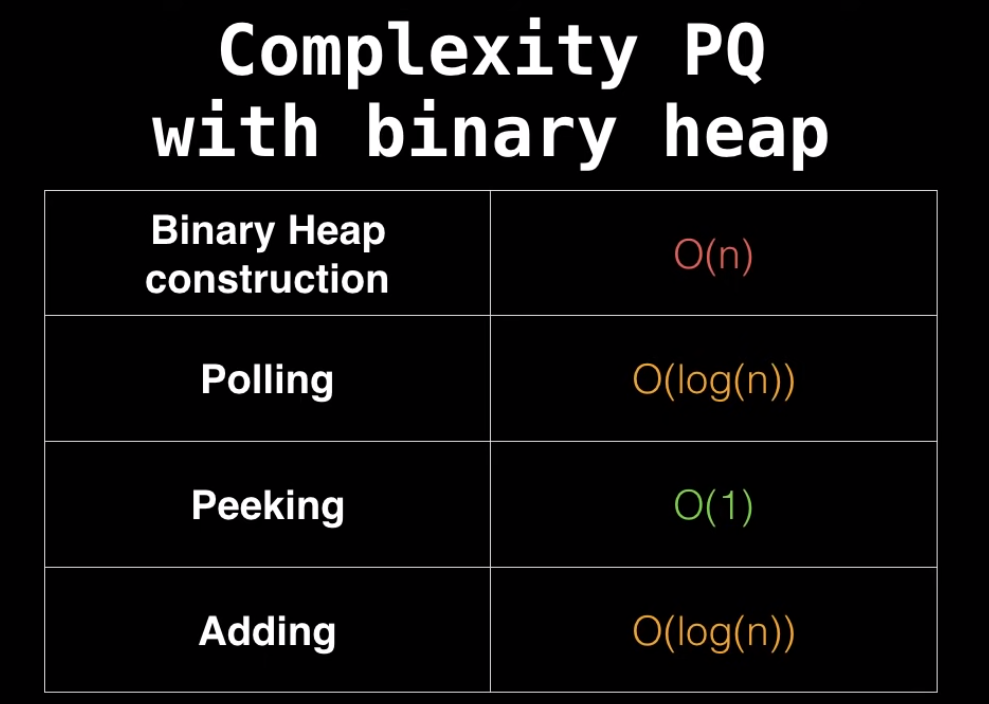 Complexity PQ
with binary heap
Binary Heap
construction
O(n)
Polling
O(log(n))
Peeking
O(1)
Adding
O(log(n))